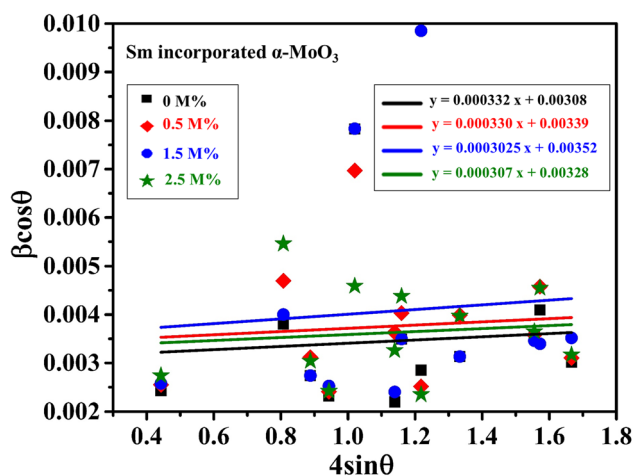 0.010
0.009
0.008
0.007
0.006
0.005
0.004
0.003
0.002
βcosθ
Sm incorporated α-MoO₃
0 M%
0.5 M%
1.5 M%
2.5 M%
y = 0.000332 x + 0.00308
y = 0.000330 x + 0.00339
y = 0.0003025 x + 0.00352
y = 0.000307 x + 0.00328
0.4 0.6 0.8 1.0 1.2 1.4 1.6 1.8
4sinθ